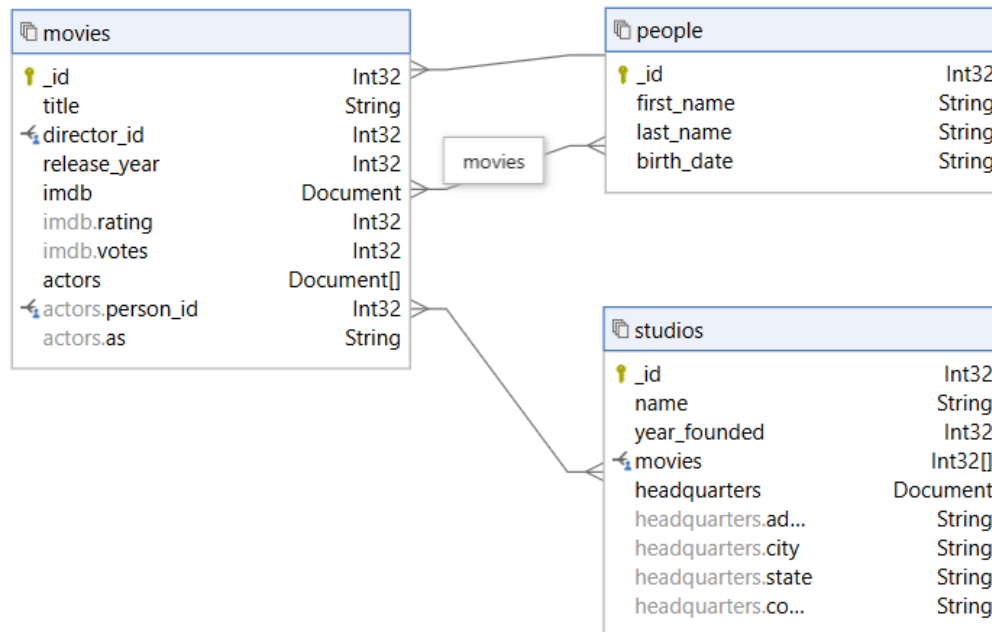 movies
_id Int32
title String
director_id Int32
release_year Int32
imdb Document
imdb.rating Int32
imdb.votes Int32
actors Document[]
actors.person_id Int32
actors.as String
movies
people
_id Int32
first_name String
last_name String
birth_date String
studios
_id Int32
name String
year_founded Int32
movies Int32[]
headquarters Document
headquarters.ad... String
headquarters.city String
headquarters.state String
headquarters.co... String